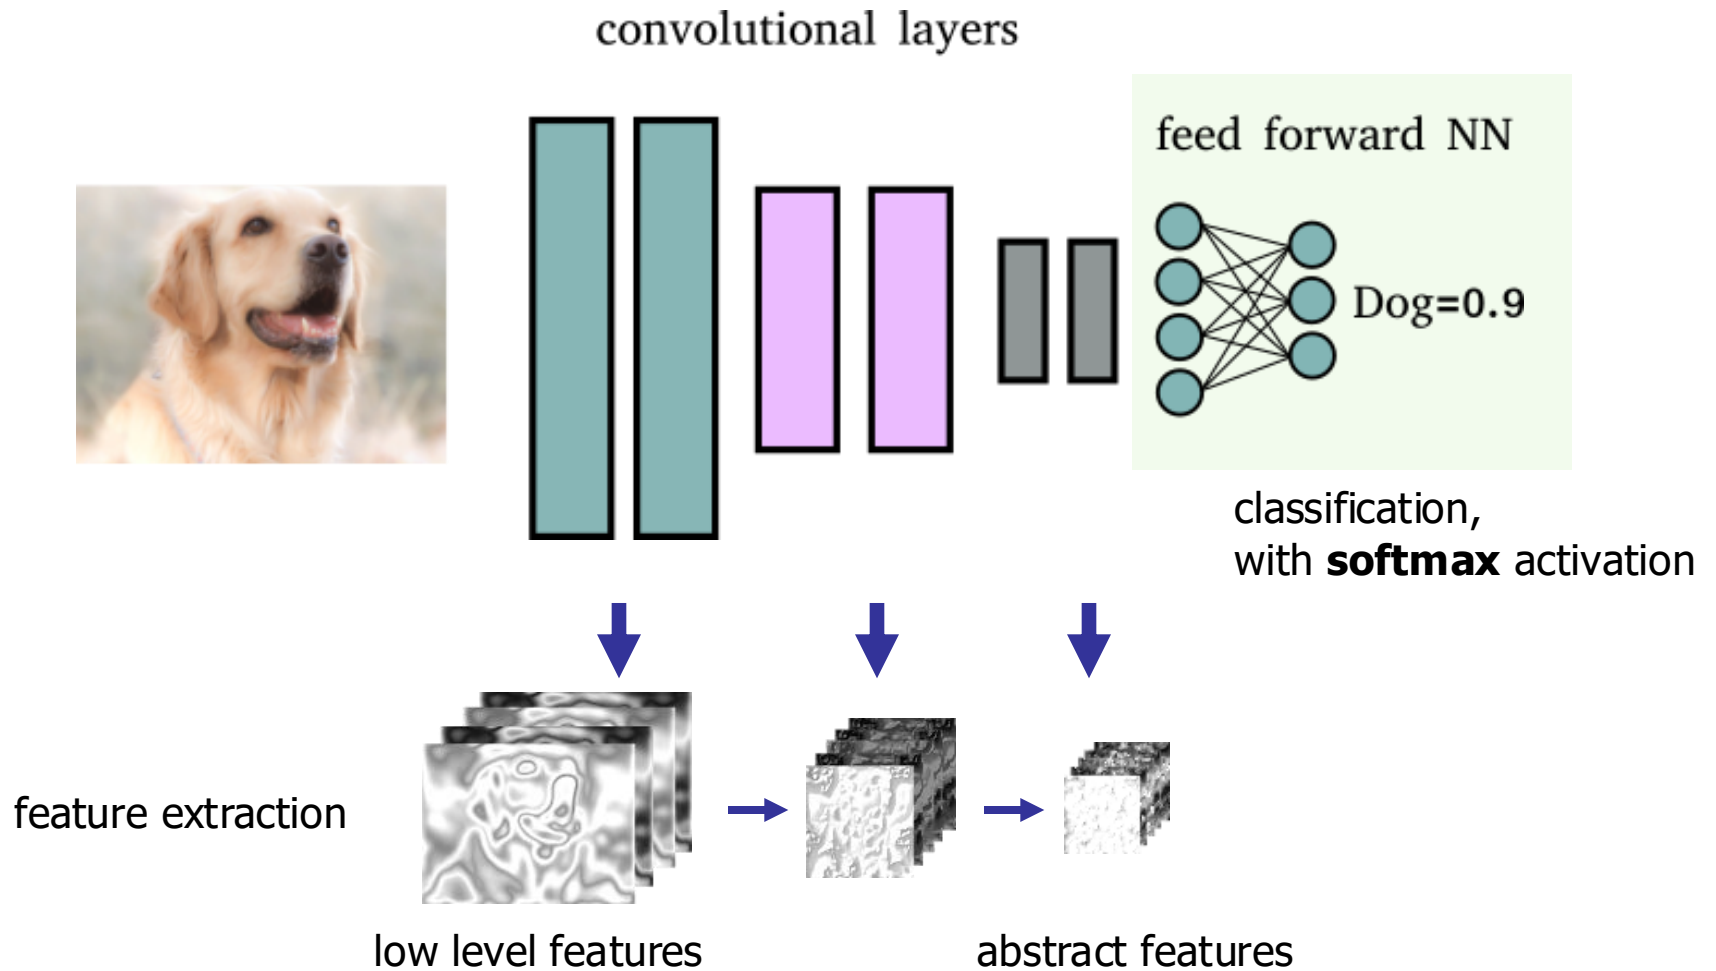 convolutional layers
feed forward NN
Dog=0.9
classification,
with softmax activation
feature extraction
low level features
abstract features